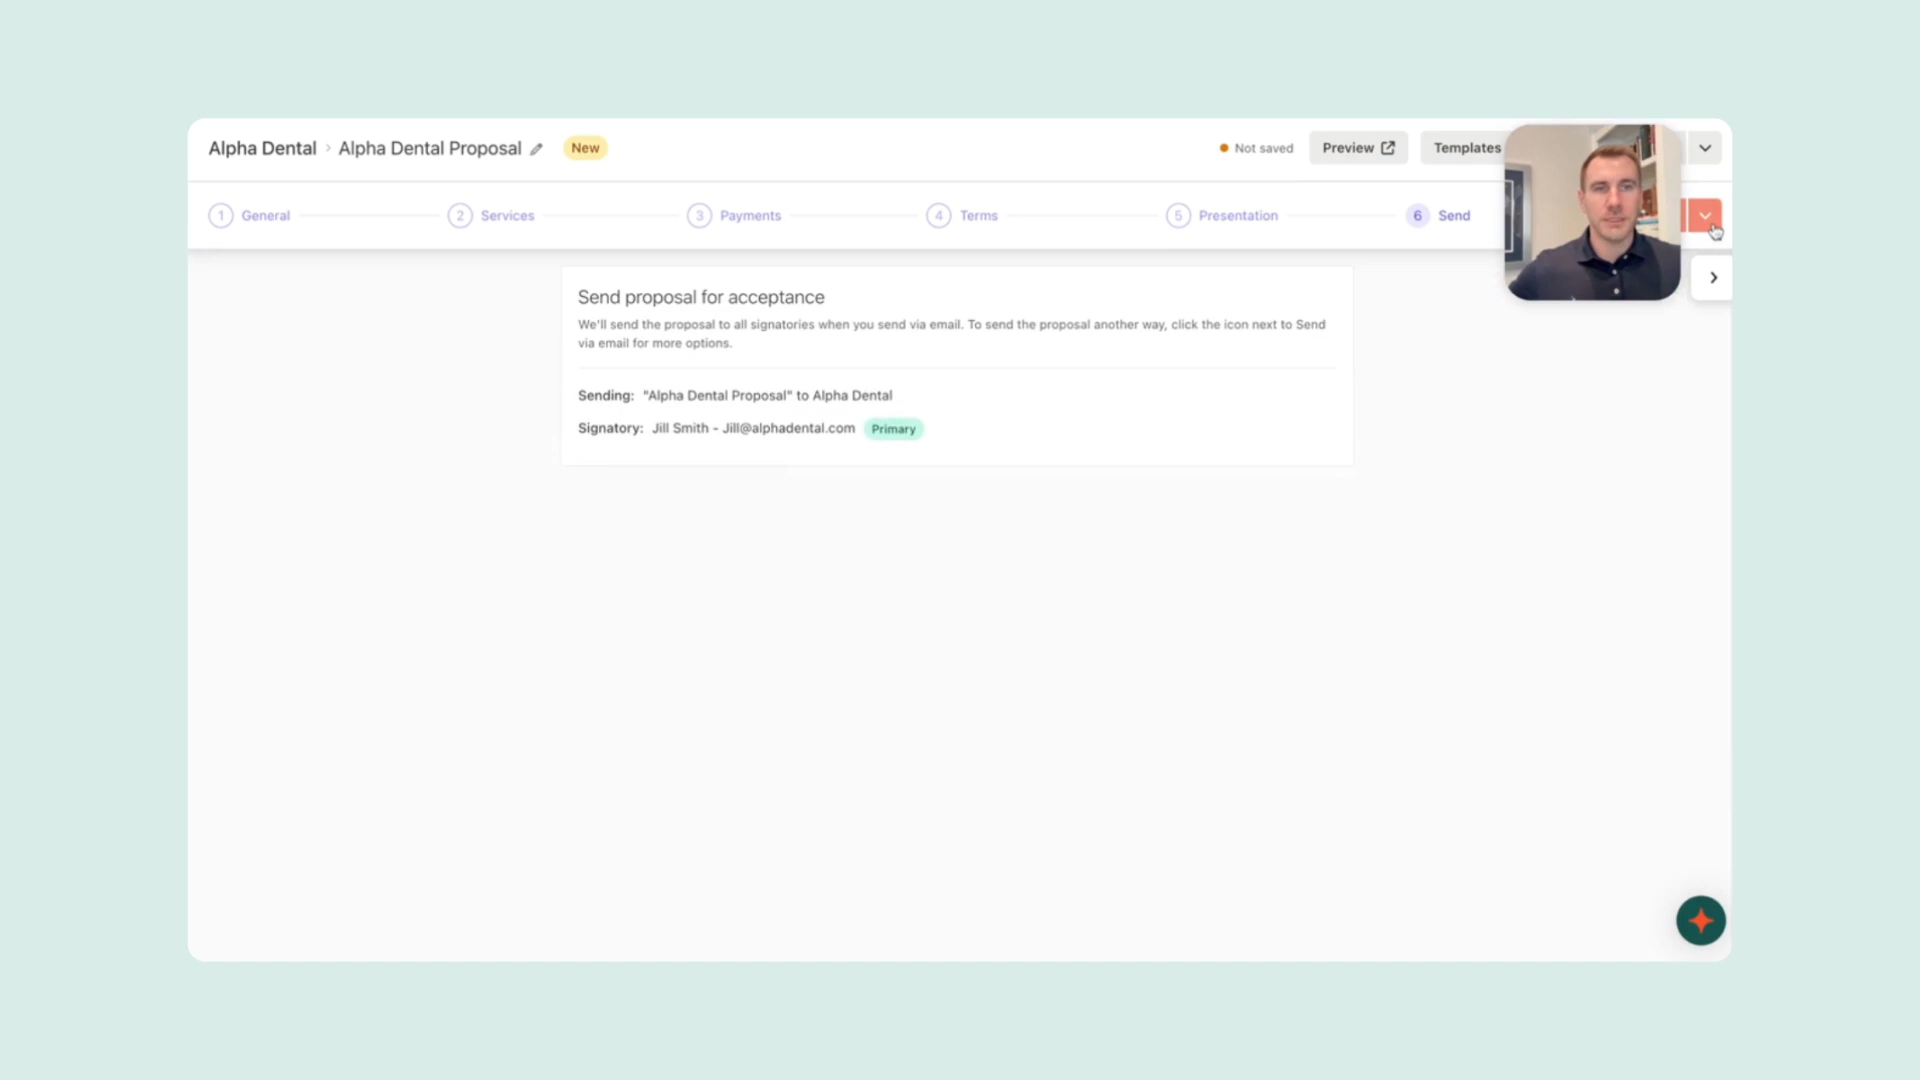 Alpha Dental › Alpha Dental Proposal New Not saved Preview Templates
1 General 2 Services 3 Payments 4 Terms 5 Presentation 6 Send
Send proposal for acceptance
We'll send the proposal to all signatories when you send via email. To send the proposal another way, click the icon next to Send
via email for more options.
Sending: "Alpha Dental Proposal" to Alpha Dental
Signatory: Jill Smith - Jill@alphadental.com Primary